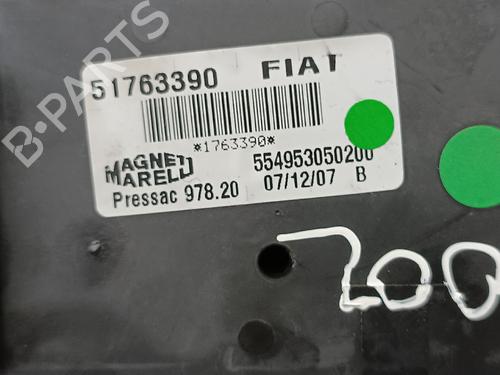 B-PARTS
51763390 FIAT
*1763390*
MAGNETI MARELLI 554953050200
Pressac 978.20 07/12/07 B
200